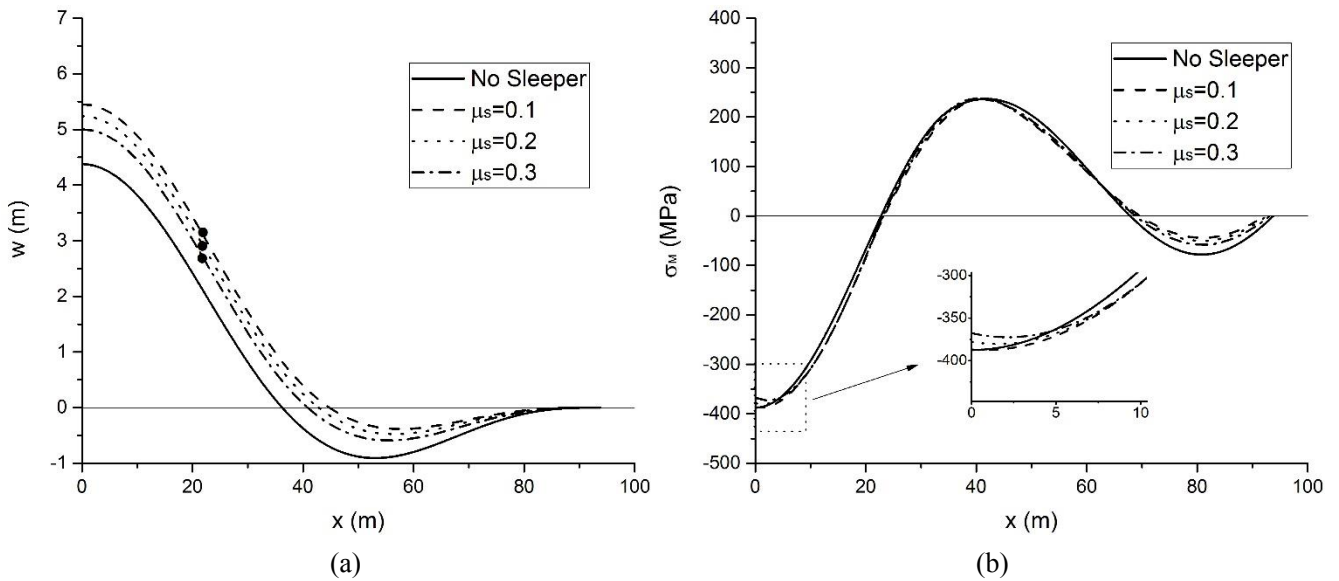 7
6
5
4
3
2
1
0
-1
w (m)
0
20
40
60
80
100
x (m)
No Sleeper
μs=0.1
μs=0.2
μs=0.3
(a)
400
300
200
100
0
-100
-200
-300
-400
-500
σM (MPa)
0
20
40
60
80
100
x (m)
No Sleeper
μs=0.1
μs=0.2
μs=0.3
-300
-350
-400
0
5
10
(b)